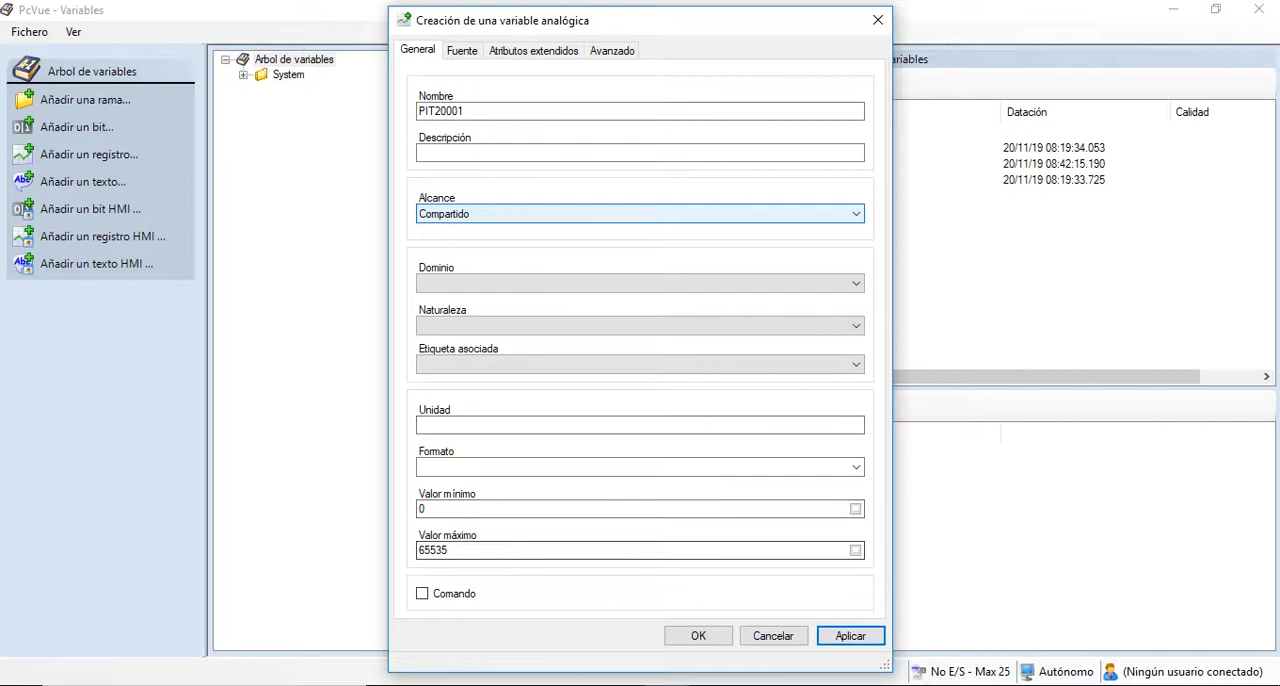 PcVue - Variables
Fichero Ver
Arbol de variables
Añadir una rama...
Añadir un bit...
Añadir un registro...
Añadir un texto...
Añadir un bit HMI ...
Añadir un registro HMI ...
Añadir un texto HMI ...
Arbol de variables
System
Creación de una variable analógica
General Fuente Atributos extendidos Avanzado
Nombre
PIT20001
Descripción
Alcance
Compartido
Dominio
Naturaleza
Etiqueta asociada
Unidad
Formato
Valor mínimo
0
Valor máximo
65535
Comando
OK Cancelar Aplicar
ariables
Datación Calidad
20/11/19 08:19:34.053
20/11/19 08:42:15.190
20/11/19 08:19:33.725
No E/S - Max 25 Autónomo (Ningún usuario conectado)